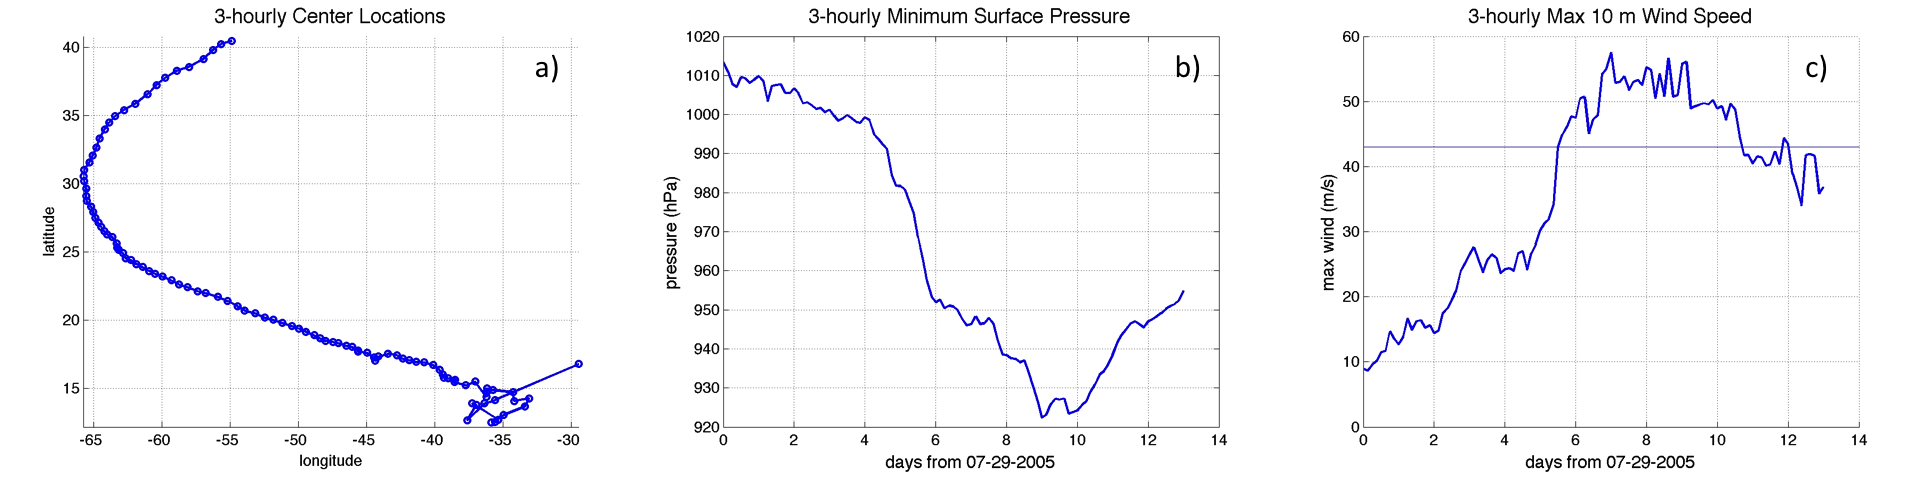 3-hourly Center Locations
a)
40
35
30
25
20
15
latitude
-65 -60 -55 -50 -45 -40 -35 -30
longitude
3-hourly Minimum Surface Pressure
b)
1020
1010
1000
990
980
970
960
950
940
930
920
pressure (hPa)
0 2 4 6 8 10 12 14
days from 07-29-2005
3-hourly Max 10 m Wind Speed
c)
60
50
40
30
20
10
0
max wind (m/s)
0 2 4 6 8 10 12 14
days from 07-29-2005